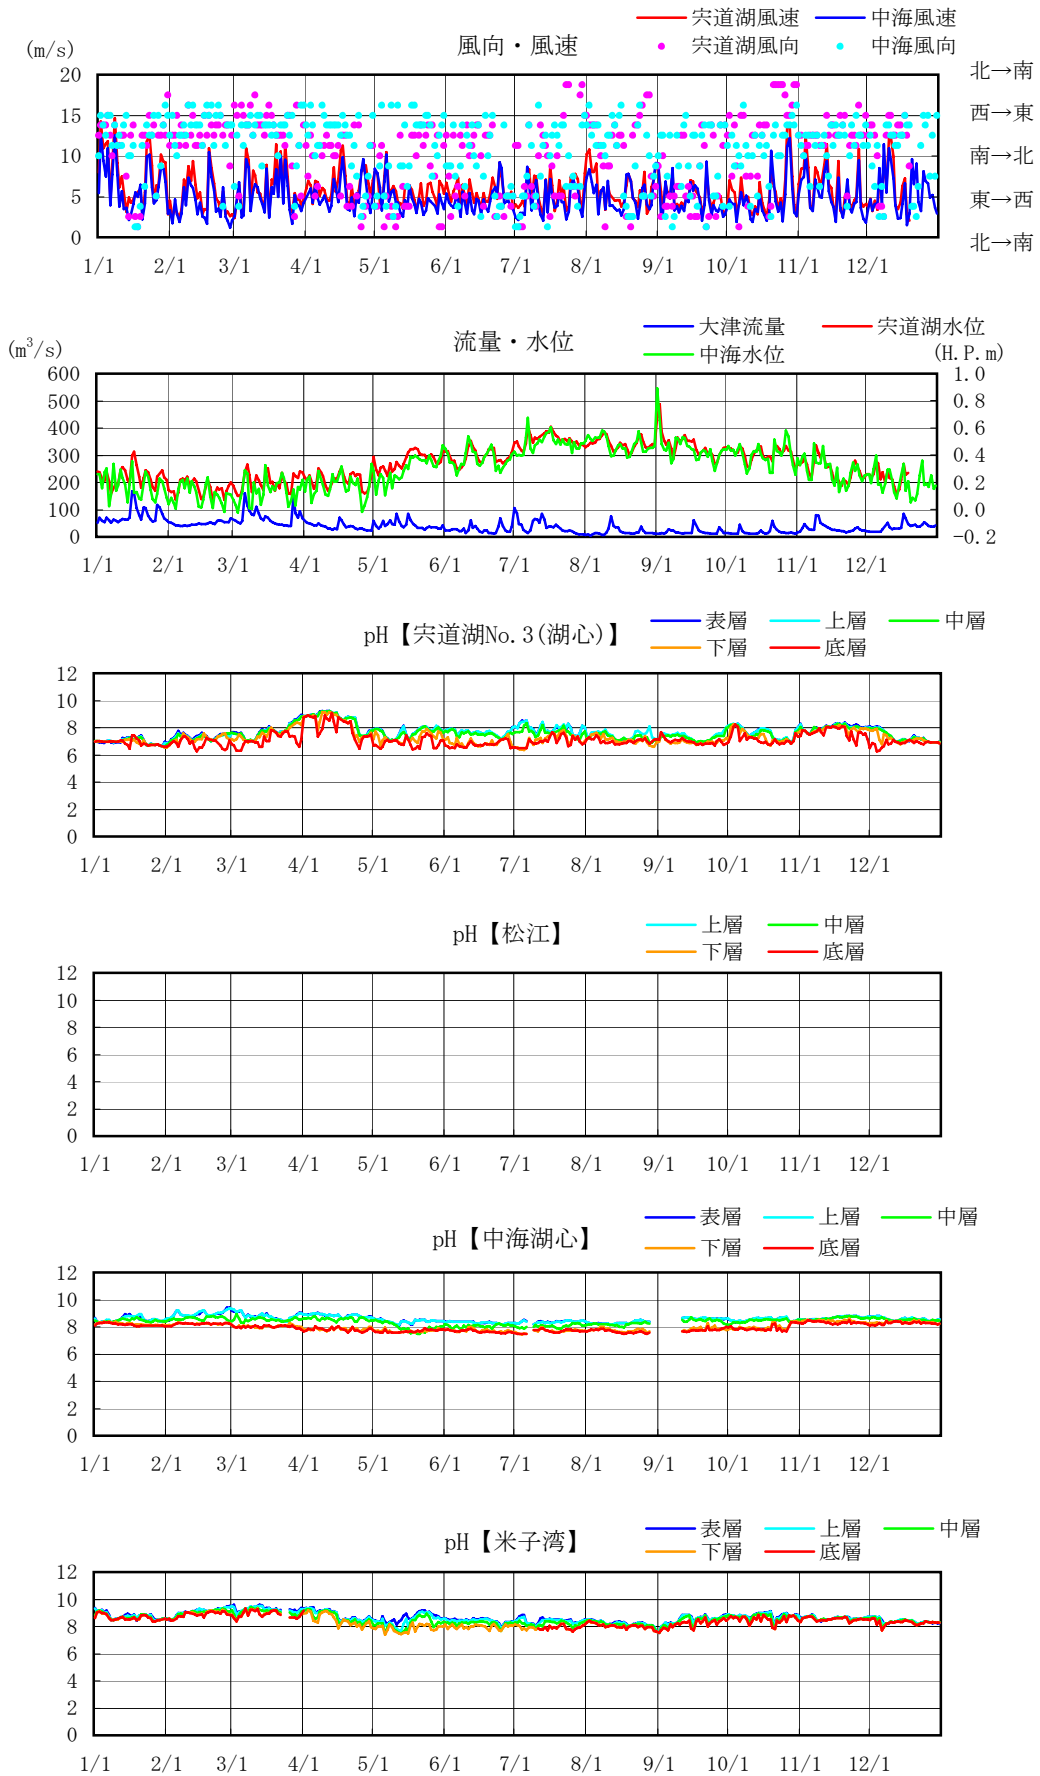 宍道湖風速 中海風速
風向・風速 宍道湖風向 中海風向
(m/s)
20 北→南
15 西→東
10 南→北
5 東→西
0 北→南
1/1 2/1 3/1 4/1 5/1 6/1 7/1 8/1 9/1 10/1 11/1 12/1
大津流量 宍道湖水位
流量・水位 中海水位
(m³/s) (H.P.m)
600 1.0
500 0.8
400 0.6
300 0.4
200 0.2
100 0.0
0 -0.2
1/1 2/1 3/1 4/1 5/1 6/1 7/1 8/1 9/1 10/1 11/1 12/1
表層 上層 中層
pH【宍道湖No.3(湖心)】
下層 底層
12
10
8
6
4
2
0
1/1 2/1 3/1 4/1 5/1 6/1 7/1 8/1 9/1 10/1 11/1 12/1
上層 中層
pH【松江】
下層 底層
12
10
8
6
4
2
0
1/1 2/1 3/1 4/1 5/1 6/1 7/1 8/1 9/1 10/1 11/1 12/1
表層 上層 中層
pH【中海湖心】
下層 底層
12
10
8
6
4
2
0
1/1 2/1 3/1 4/1 5/1 6/1 7/1 8/1 9/1 10/1 11/1 12/1
表層 上層 中層
pH【米子湾】
下層 底層
12
10
8
6
4
2
0
1/1 2/1 3/1 4/1 5/1 6/1 7/1 8/1 9/1 10/1 11/1 12/1